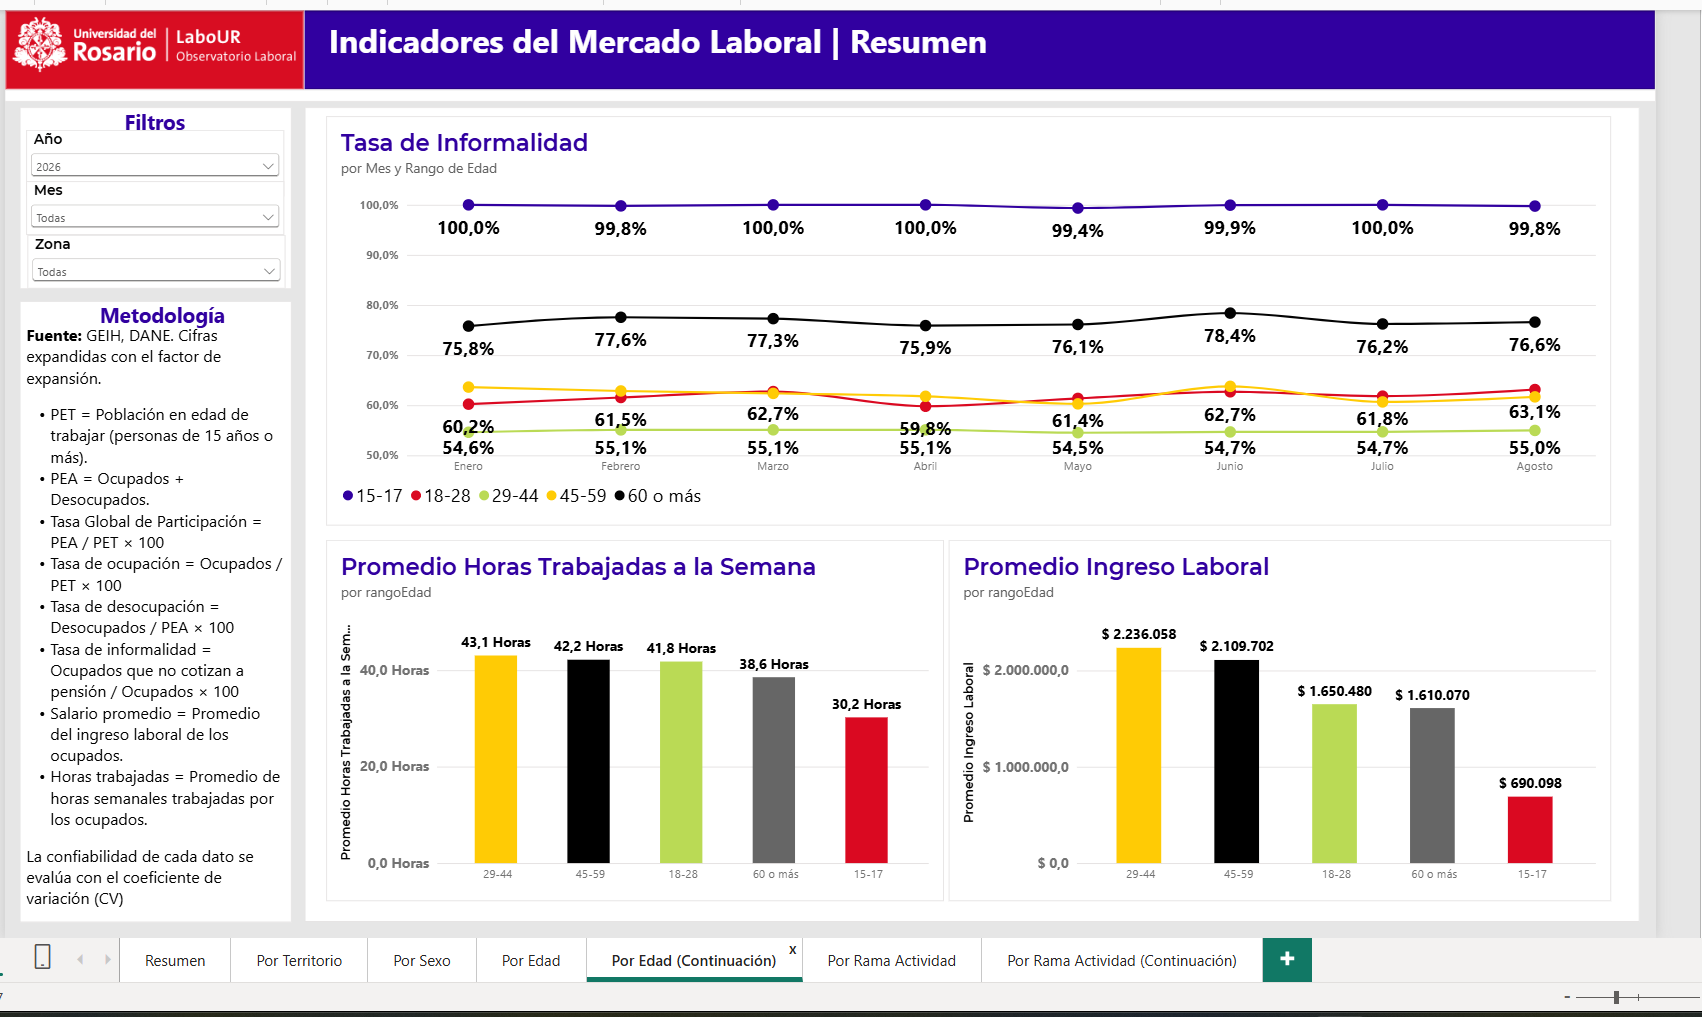 Universidad del
Rosario
LaboUR
Observatorio Laboral
Indicadores del Mercado Laboral | Resumen
Filtros
Año
2026
Mes
Todas
Zona
Todas
Metodología
Fuente: GEIH, DANE. Cifras
expandidas con el factor de
expansión.
• PET = Población en edad de
trabajar (personas de 15 años o
más).
• PEA = Ocupados +
Desocupados.
• Tasa Global de Participación =
PEA / PET × 100
• Tasa de ocupación = Ocupados /
PET × 100
• Tasa de desocupación =
Desocupados / PEA × 100
• Tasa de informalidad =
Ocupados que no cotizan a
pensión / Ocupados × 100
• Salario promedio = Promedio
del ingreso laboral de los
ocupados.
• Horas trabajadas = Promedio de
horas semanales trabajadas por
los ocupados.
La confiabilidad de cada dato se
evalúa con el coeficiente de
variación (CV)
Tasa de Informalidad
por Mes y Rango de Edad
100,0%
90,0%
80,0%
70,0%
60,0%
50,0%
100,0% 99,8% 100,0% 100,0% 99,4% 99,9% 100,0% 99,8%
75,8% 77,6% 77,3% 75,9% 76,1% 78,4% 76,2% 76,6%
60,2% 61,5% 62,7% 59,8% 61,4% 62,7% 61,8% 63,1%
54,6% 55,1% 55,1% 55,1% 54,5% 54,7% 54,7% 55,0%
Enero Febrero Marzo Abril Mayo Junio Julio Agosto
15-17 18-28 29-44 45-59 60 o más
Promedio Horas Trabajadas a la Semana
por rangoEdad
Promedio Horas Trabajadas a la Sem...
40,0 Horas
20,0 Horas
0,0 Horas
43,1 Horas 42,2 Horas 41,8 Horas 38,6 Horas 30,2 Horas
29-44 45-59 18-28 60 o más 15-17
Promedio Ingreso Laboral
por rangoEdad
Promedio Ingreso Laboral
$ 2.000.000,0
$ 1.000.000,0
$ 0,0
$ 2.236.058 $ 2.109.702 $ 1.650.480 $ 1.610.070 $ 690.098
29-44 45-59 18-28 60 o más 15-17
Resumen
Por Territorio
Por Sexo
Por Edad
Por Edad (Continuación)
x
Por Rama Actividad
Por Rama Actividad (Continuación)
+
-